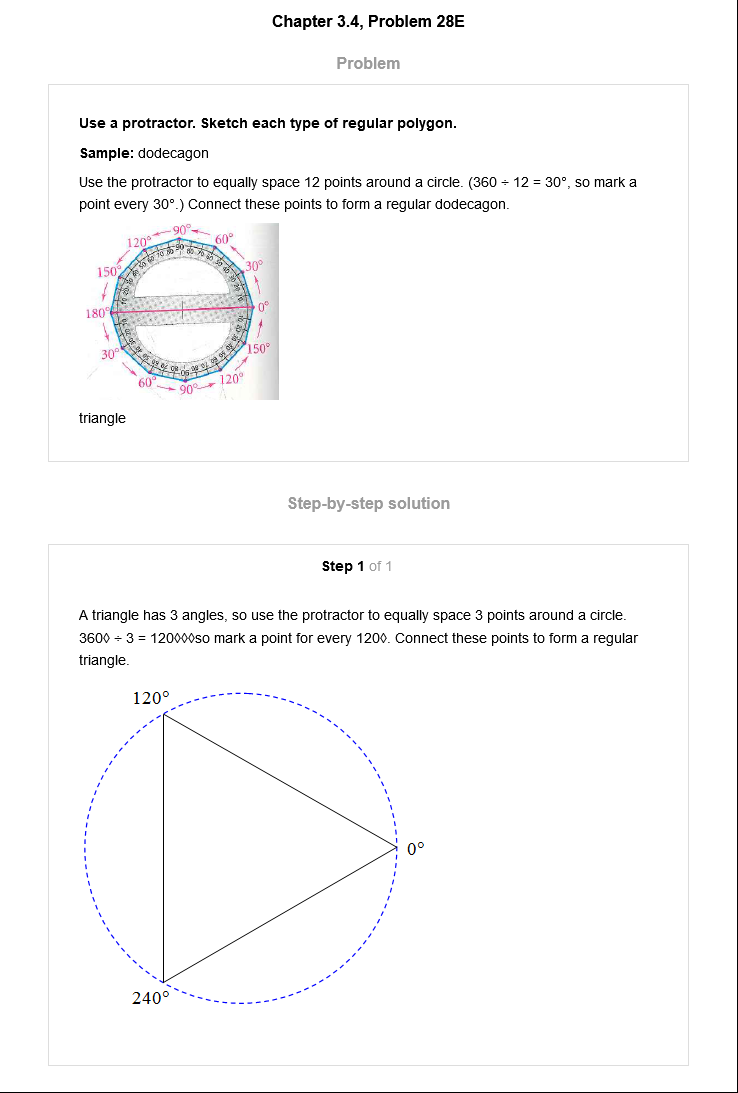 Chapter 3.4, Problem 28E
Problem
Use a protractor. Sketch each type of regular polygon.
Sample: dodecagon
Use the protractor to equally space 12 points around a circle. (360 ÷ 12 = 30°, so mark a
point every 30°.) Connect these points to form a regular dodecagon.
90°
120°
60°
150°
30°
180°
0°
30°
150°
60°
120°
90°
triangle
Step-by-step solution
Step 1 of 1
A triangle has 3 angles, so use the protractor to equally space 3 points around a circle.
360◊ ÷ 3 = 120◊◊◊so mark a point for every 120◊. Connect these points to form a regular
triangle.
120°
0°
240°